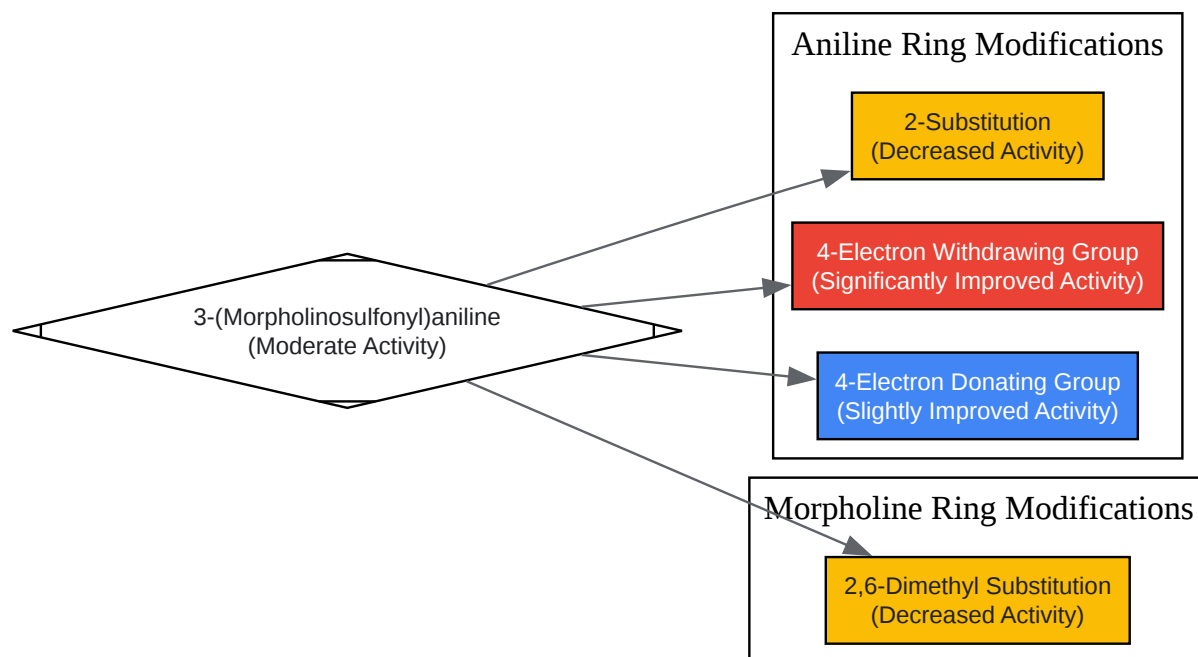 Aniline Ring Modifications
2-Substitution
(Decreased Activity)
4-Electron Withdrawing Group
(Significantly Improved Activity)
3-(Morpholinosulfonyl)aniline
(Moderate Activity)
4-Electron Donating Group
(Slightly Improved Activity)
Morpholine Ring Modifications
2,6-Dimethyl Substitution
(Decreased Activity)